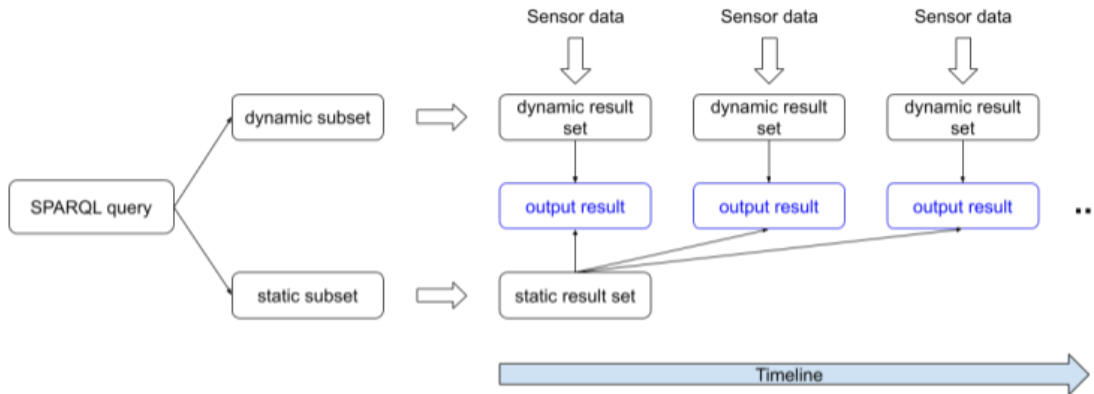 Sensor data
Sensor data
Sensor data
dynamic subset
dynamic result
set
dynamic result
set
dynamic result
set
SPARQL query
output result
output result
output result
..
static subset
static result set
Timeline